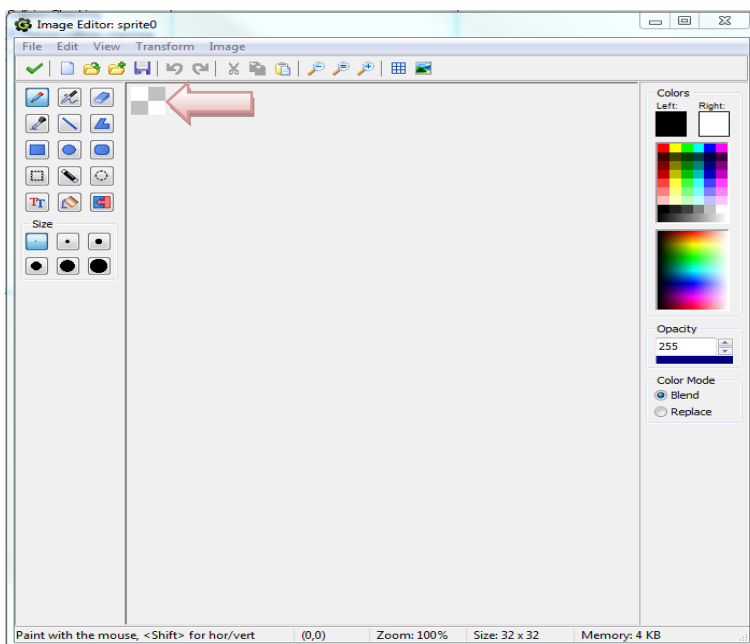 Image Editor: sprite0
File Edit View Transform Image
Colors
Left: Right:
TT
Size
Opacity
255
Color Mode
Blend
Replace
Paint with the mouse, <Shift> for hor/vert (0,0) Zoom: 100% Size: 32 x 32 Memory: 4 KB